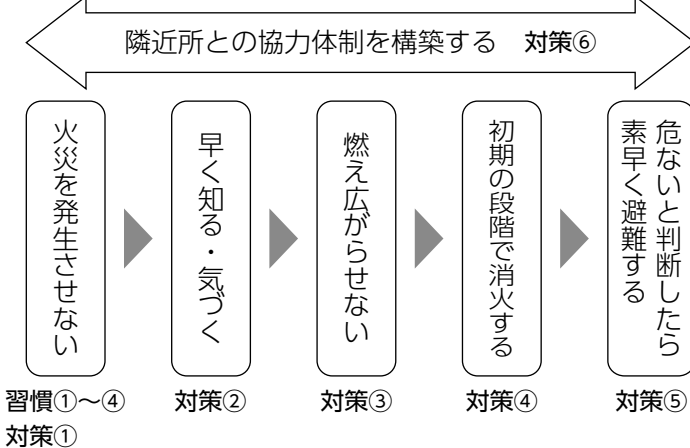 隣近所との協力体制を構築する　対策⑥
火災を発生させない
早く知る・気づく
燃え広がらせない
初期の段階で消火する
危ないと判断したら
素早く避難する
習慣①～④
対策①
対策②
対策③
対策④
対策⑤